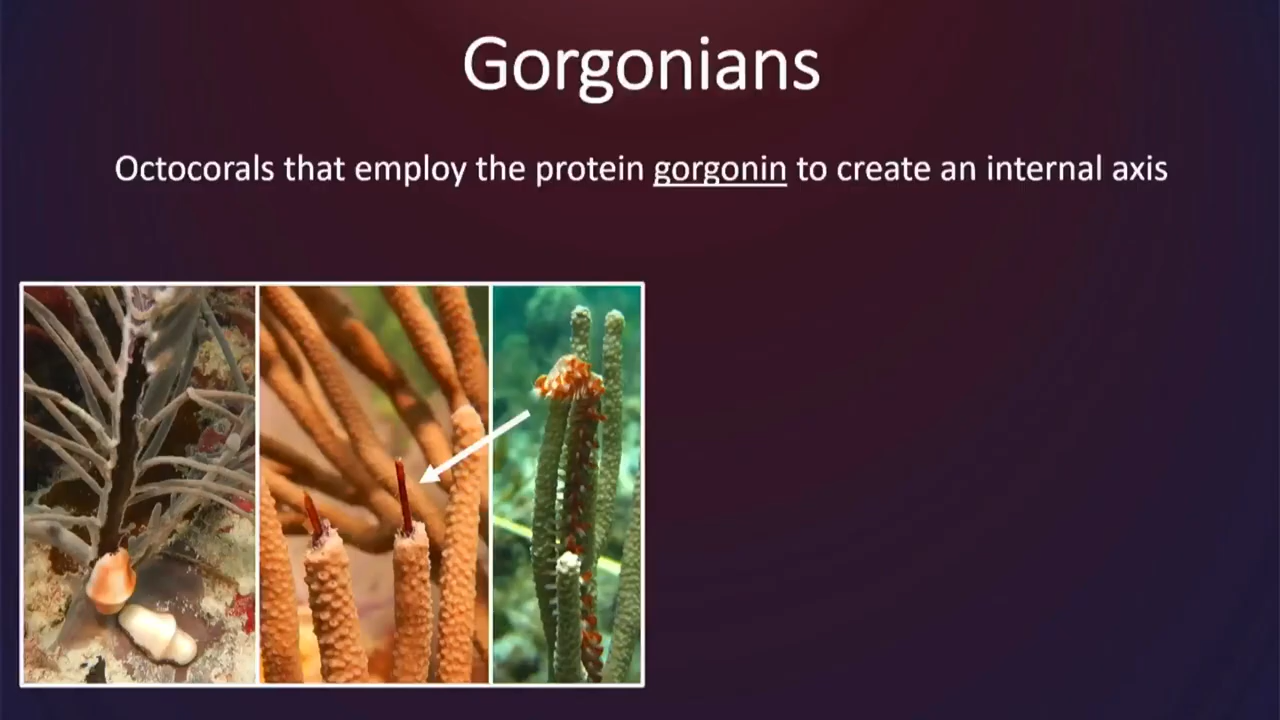 Gorgonians
Octocorals that employ the protein gorgonin to create an internal axis